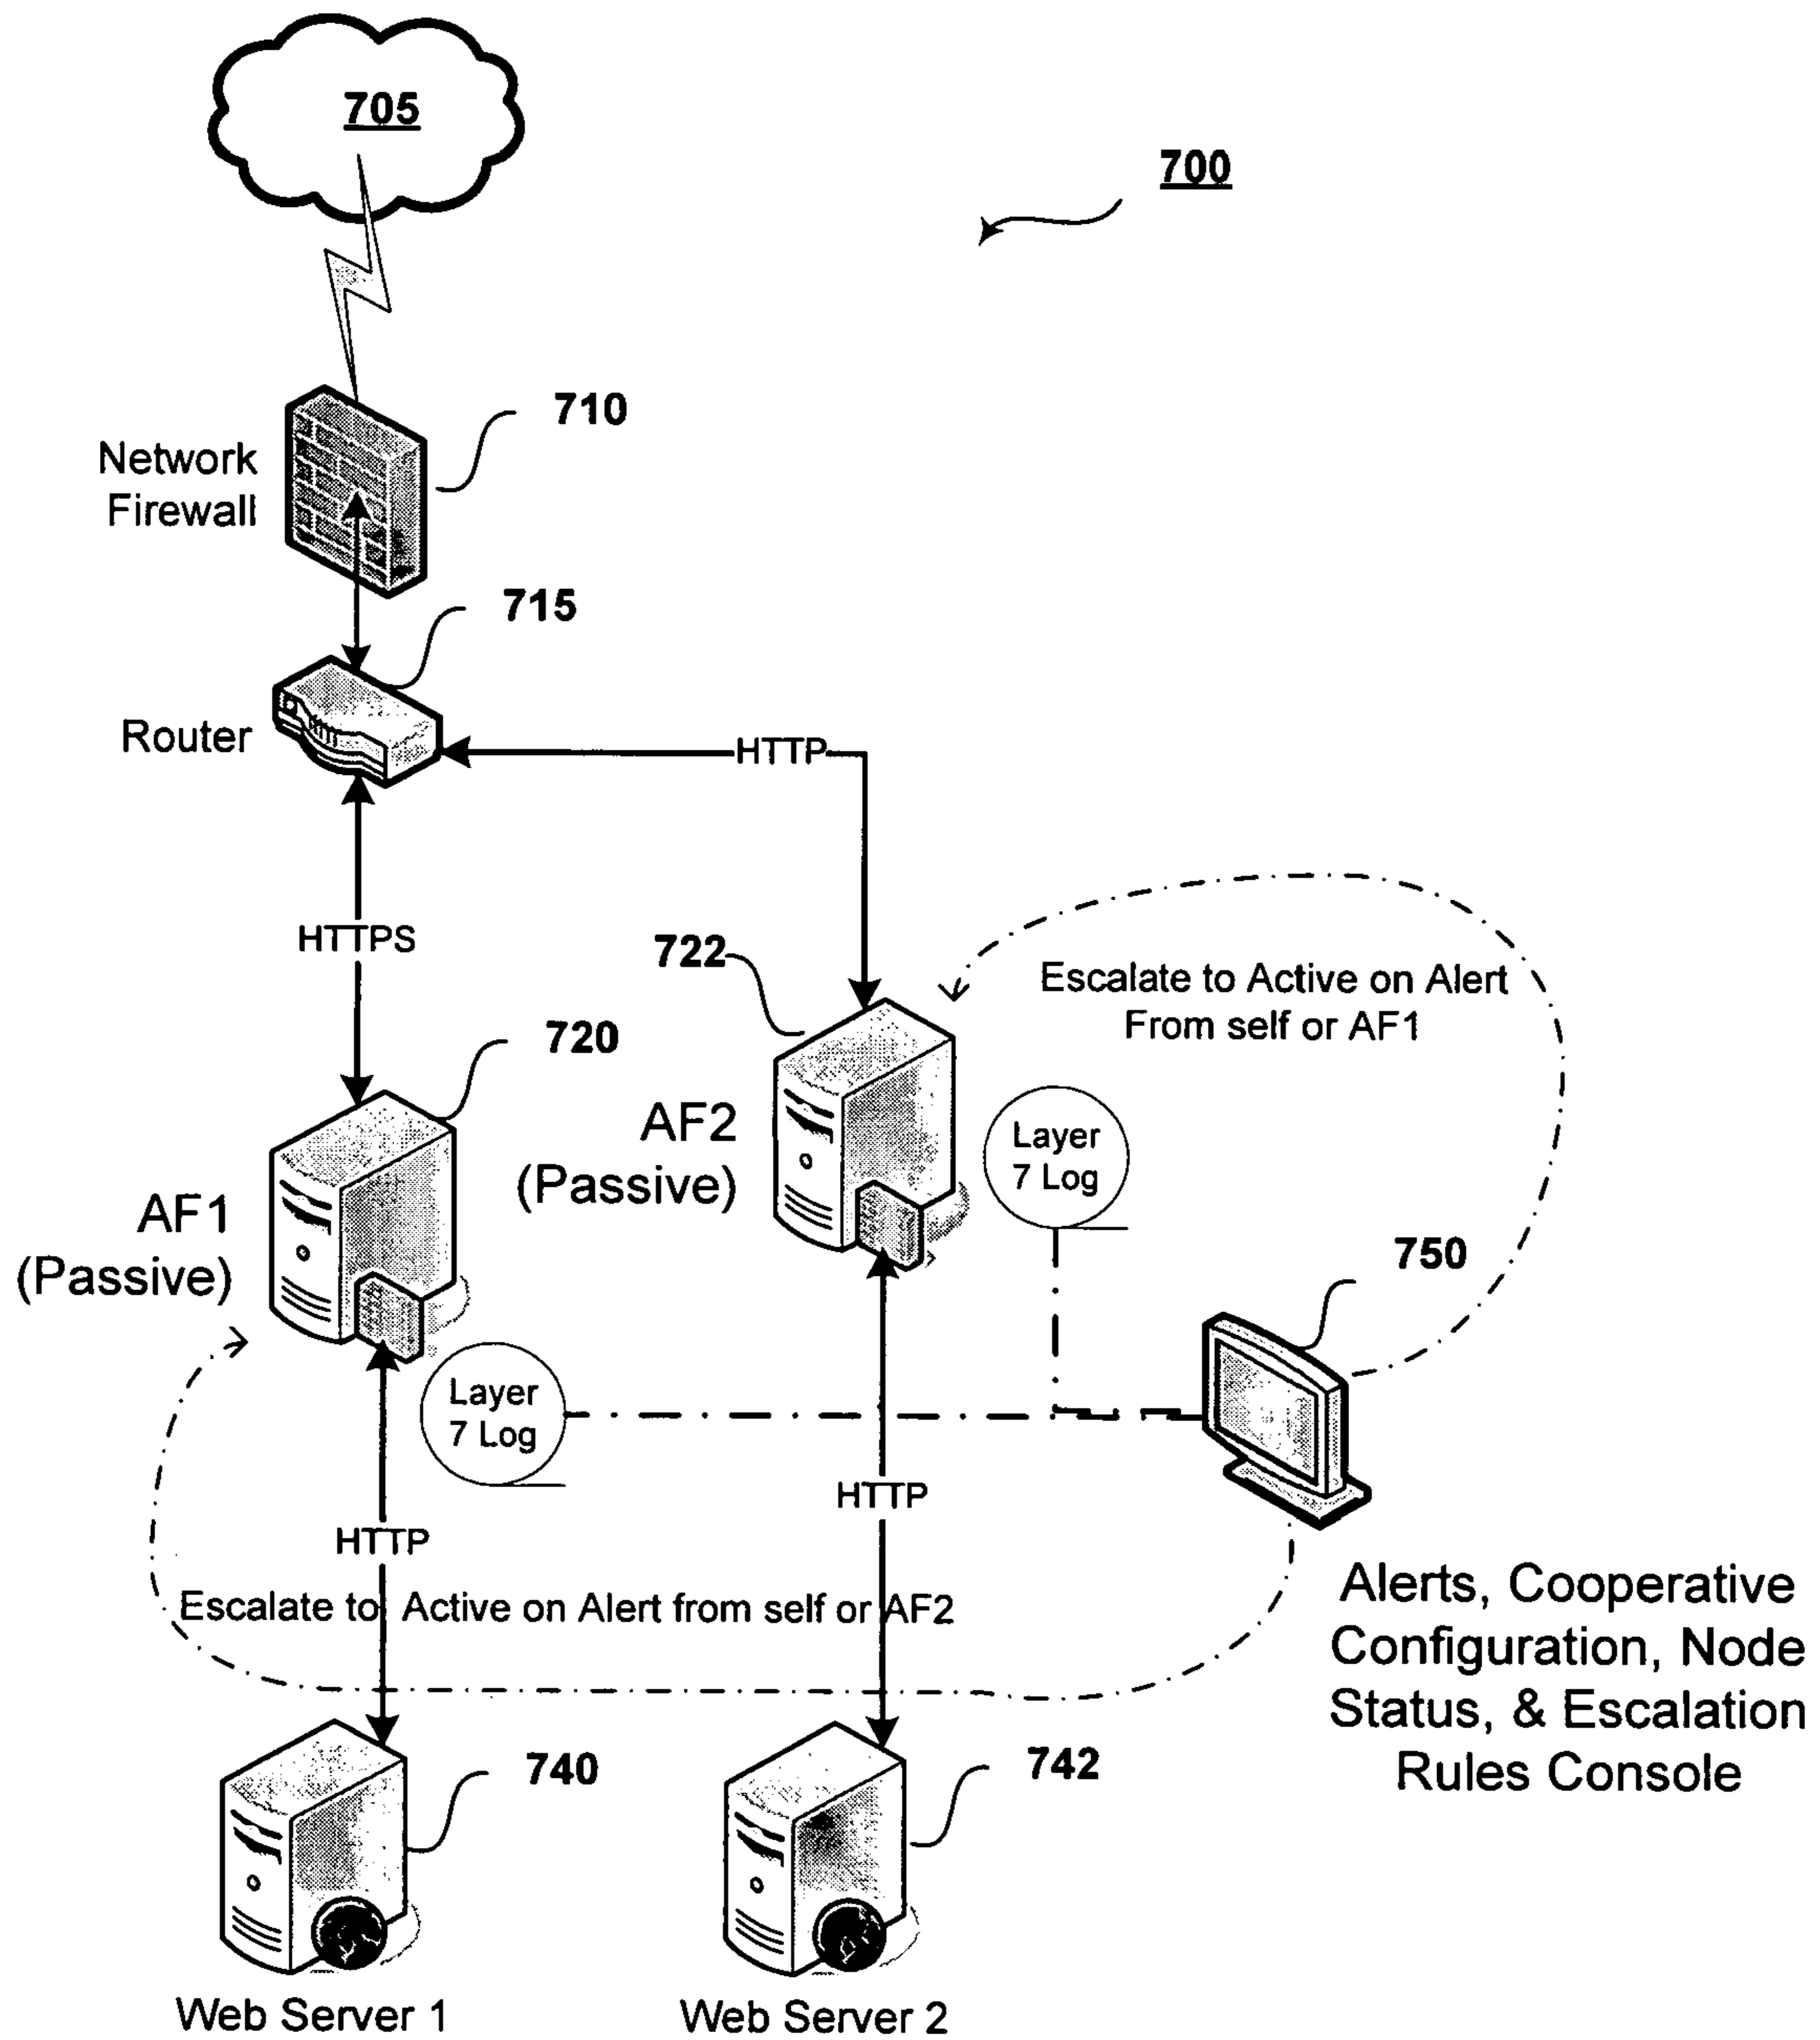 705
700
710
Network
Firewall
715
Router
HTTP
HTTPS
722
Escalate to Active on Alert
From self or AF1
720
AF2
(Passive)
Layer
7 Log
AF1
(Passive)
750
Layer
7 Log
HTTP
HTTP
Escalate to Active on Alert from self or AF2
Alerts, Cooperative
Configuration, Node
Status, & Escalation
Rules Console
740
742
Web Server 1
Web Server 2